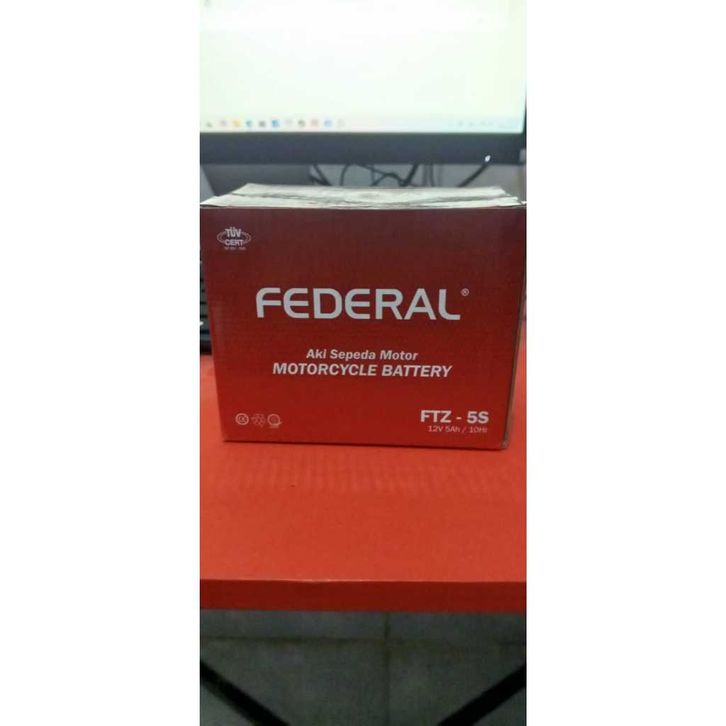 TÜV
CERT
FEDERAL®
Aki Sepeda Motor
MOTORCYCLE BATTERY
FTZ - 5S
12V 5Ah / 10Hr